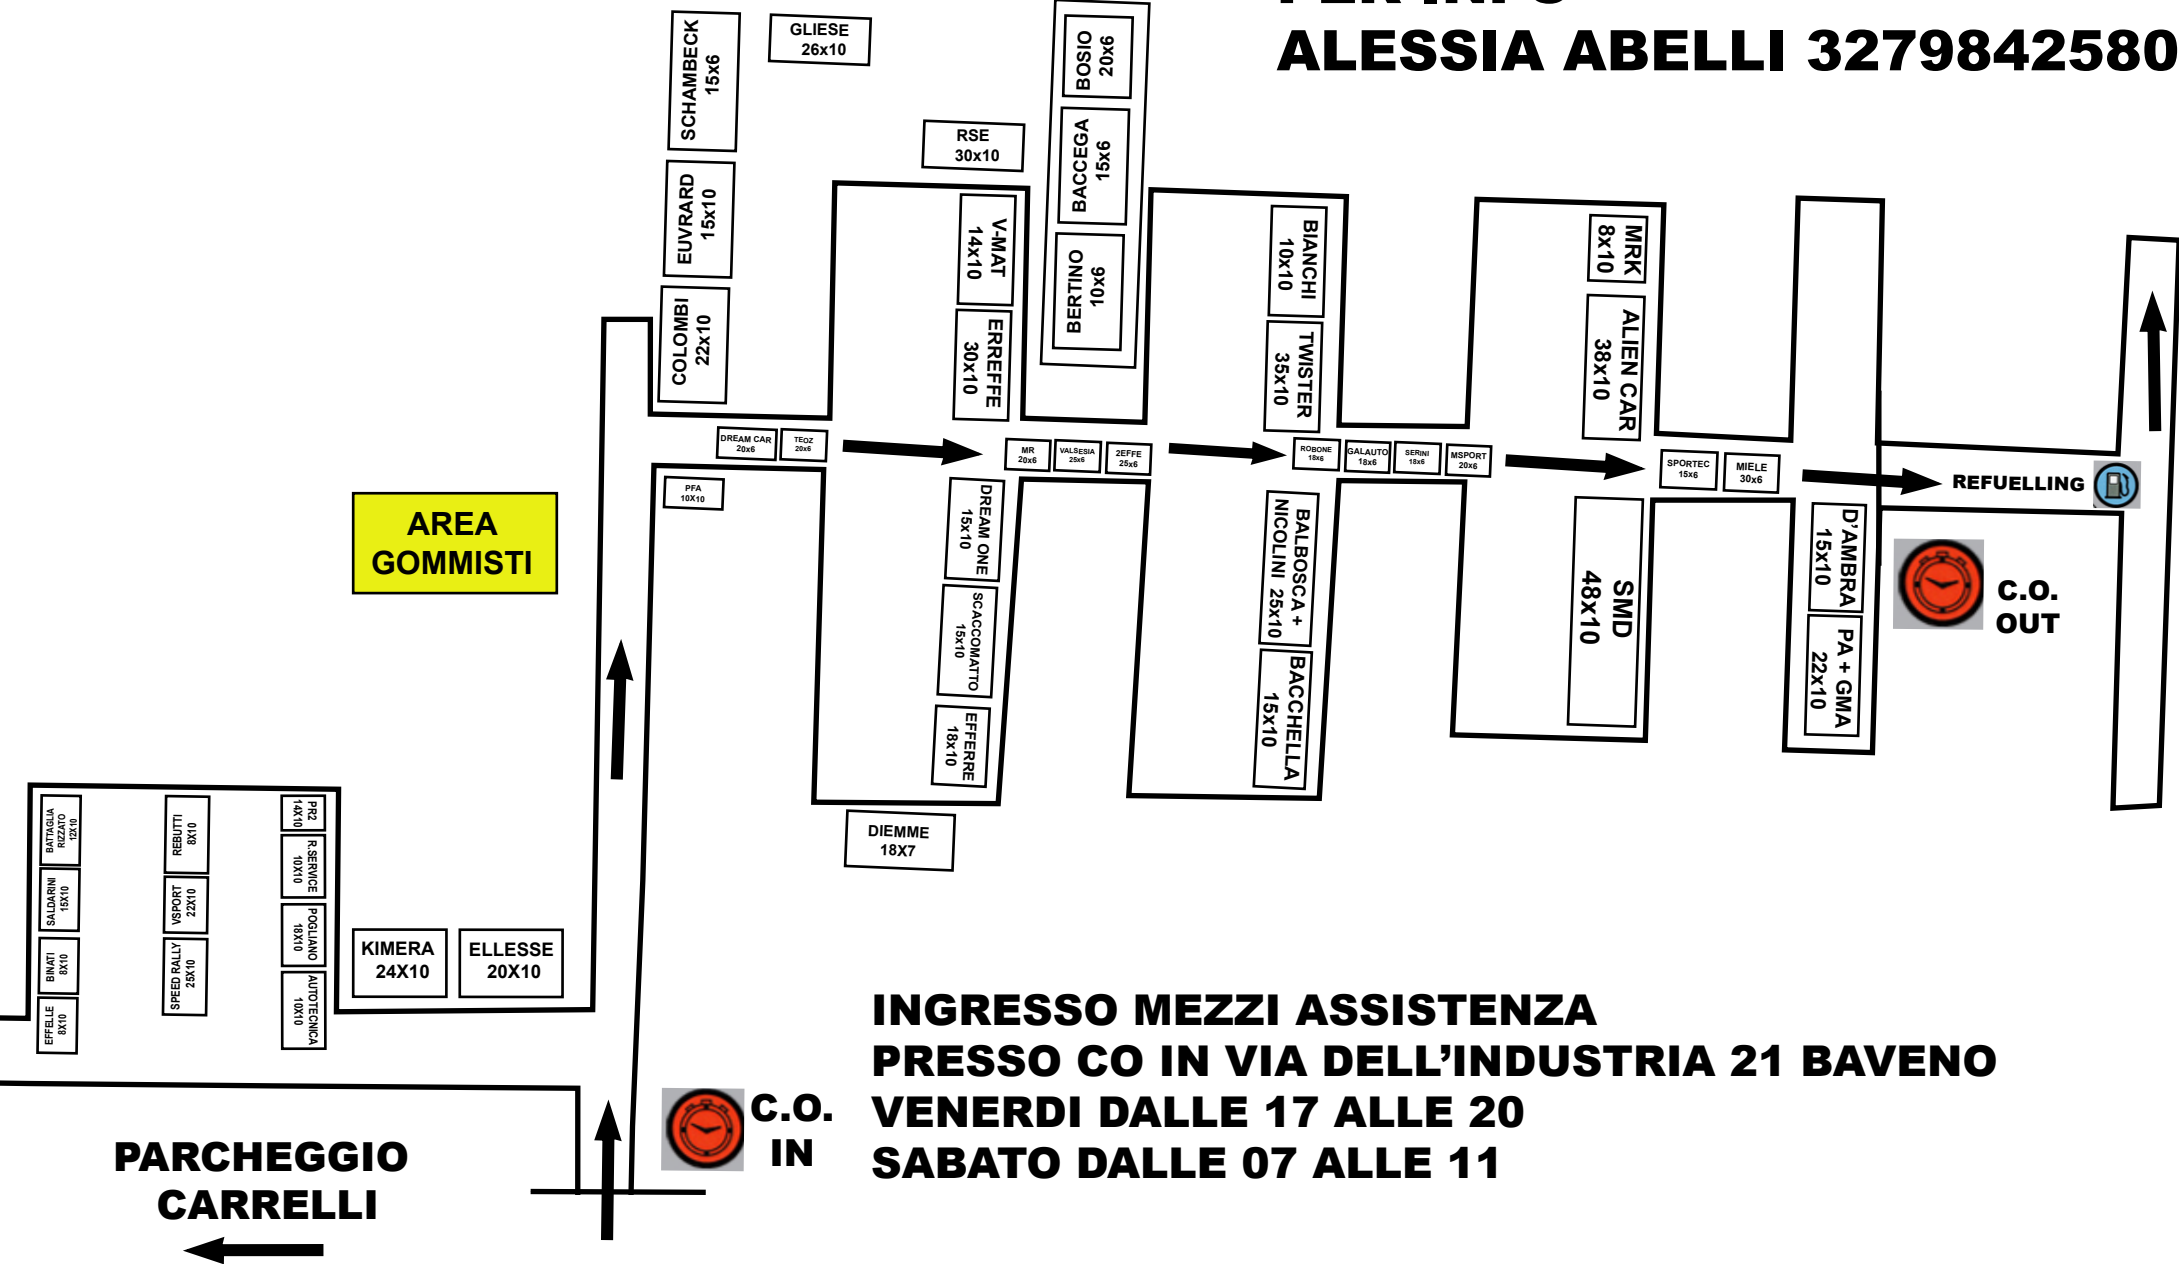 ALESSIA ABELLI 3279842580
SCHAMBECK
15x6
GLIESE
26x10
BOSIO
20x6
EUVRARD
15x10
RSE
30x10
BACCEGA
15x6
COLOMBI
22x10
V-MAT
14x10
ERREFFE
30x10
BERTINO
10x6
BIANCHI
10x10
TWISTER
35x10
MRK
8x10
ALIEN CAR
38x10
DREAM CAR
20x6
TEOZ
20x6
MR
20x6
VALSESIA
25x6
2EFFE
25x6
ROBONE
18x6
GALAUTO
18x6
SERINI
18x6
MSPORT
20x6
SPORTEC
15x6
MIELE
30x6
REFUELLING
PFA
10X10
AREA
GOMMISTI
DREAM ONE
15x10
SCACCOMATTO
15x10
EFFERRE
18x10
DIEMME
18X7
BALBOSCA +
NICOLINI 25x10
BACCHELLA
15x10
SMD
48x10
D'AMBRA
15x10
PA + GMA
22x10
C.O.
OUT
BATTAGLIA
RIZZATO
12X10
SALDARINI
15X10
BINATI
8X10
EFFELLE
8X10
REBUTTI
8X10
VSPORT
22X10
SPEED RALLY
25X10
PR2
14X10
R.SERVICE
10X10
POGLIANO
18X10
AUTOTECNICA
10X10
KIMERA
24X10
ELLESSE
20X10
C.O.
IN
INGRESSO MEZZI ASSISTENZA
PRESSO CO IN VIA DELL'INDUSTRIA 21 BAVENO
VENERDI DALLE 17 ALLE 20
SABATO DALLE 07 ALLE 11
PARCHEGGIO
CARRELLI